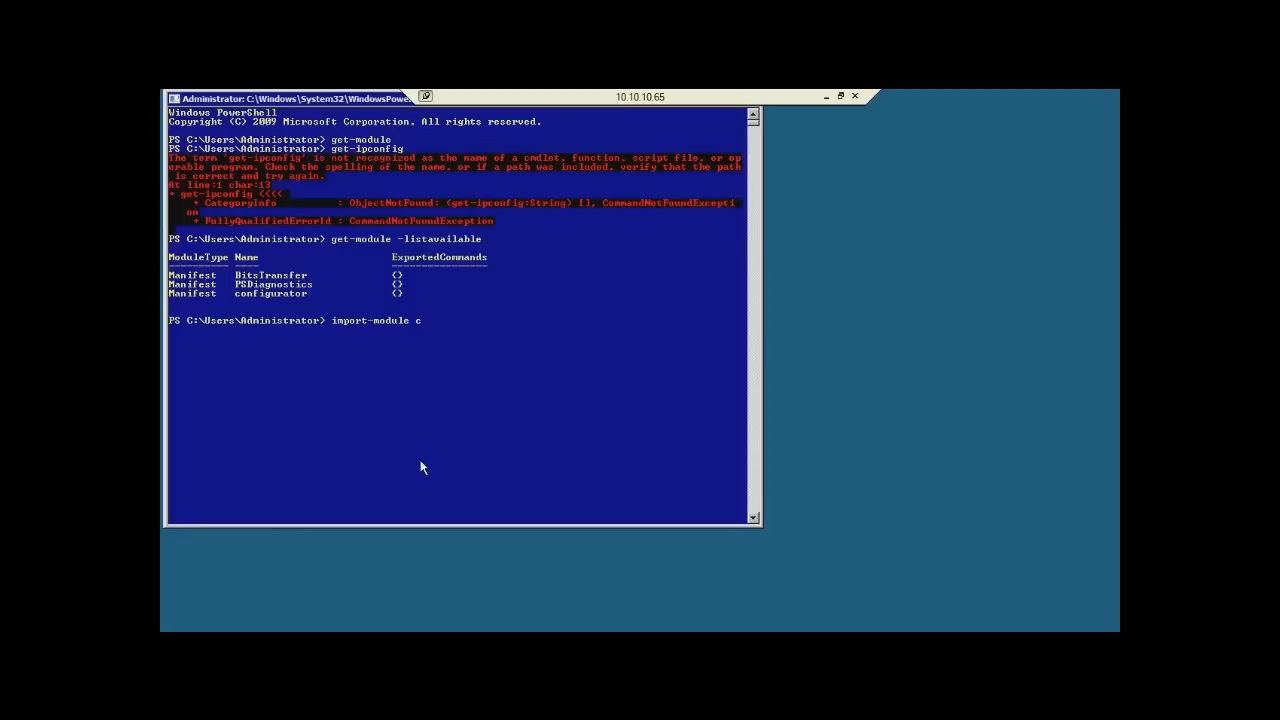 Administrator: C:\Windows\System32\WindowsPowe
10.10.10.65
Windows PowerShell
Copyright (C) 2009 Microsoft Corporation. All rights reserved.
PS C:\Users\Administrator> get-module
PS C:\Users\Administrator> get-ipconfig
The term 'get-ipconfig' is not recognized as the name of a cmdlet, function, script file, or op
erable program. Check the spelling of the name, or if a path was included, verify that the path
is correct and try again.
At line:1 char:13
+ get-ipconfig <<<<
+ CategoryInfo : ObjectNotFound: (get-ipconfig:String) [], CommandNotFoundExcepti
on
+ FullyQualifiedErrorId : CommandNotFoundException
PS C:\Users\Administrator> get-module -listavailable
ModuleType Name ExportedCommands
---------- ---- ----------------
Manifest BitsTransfer {}
Manifest PSDiagnostics {}
Manifest configurator {}
PS C:\Users\Administrator> import-module c